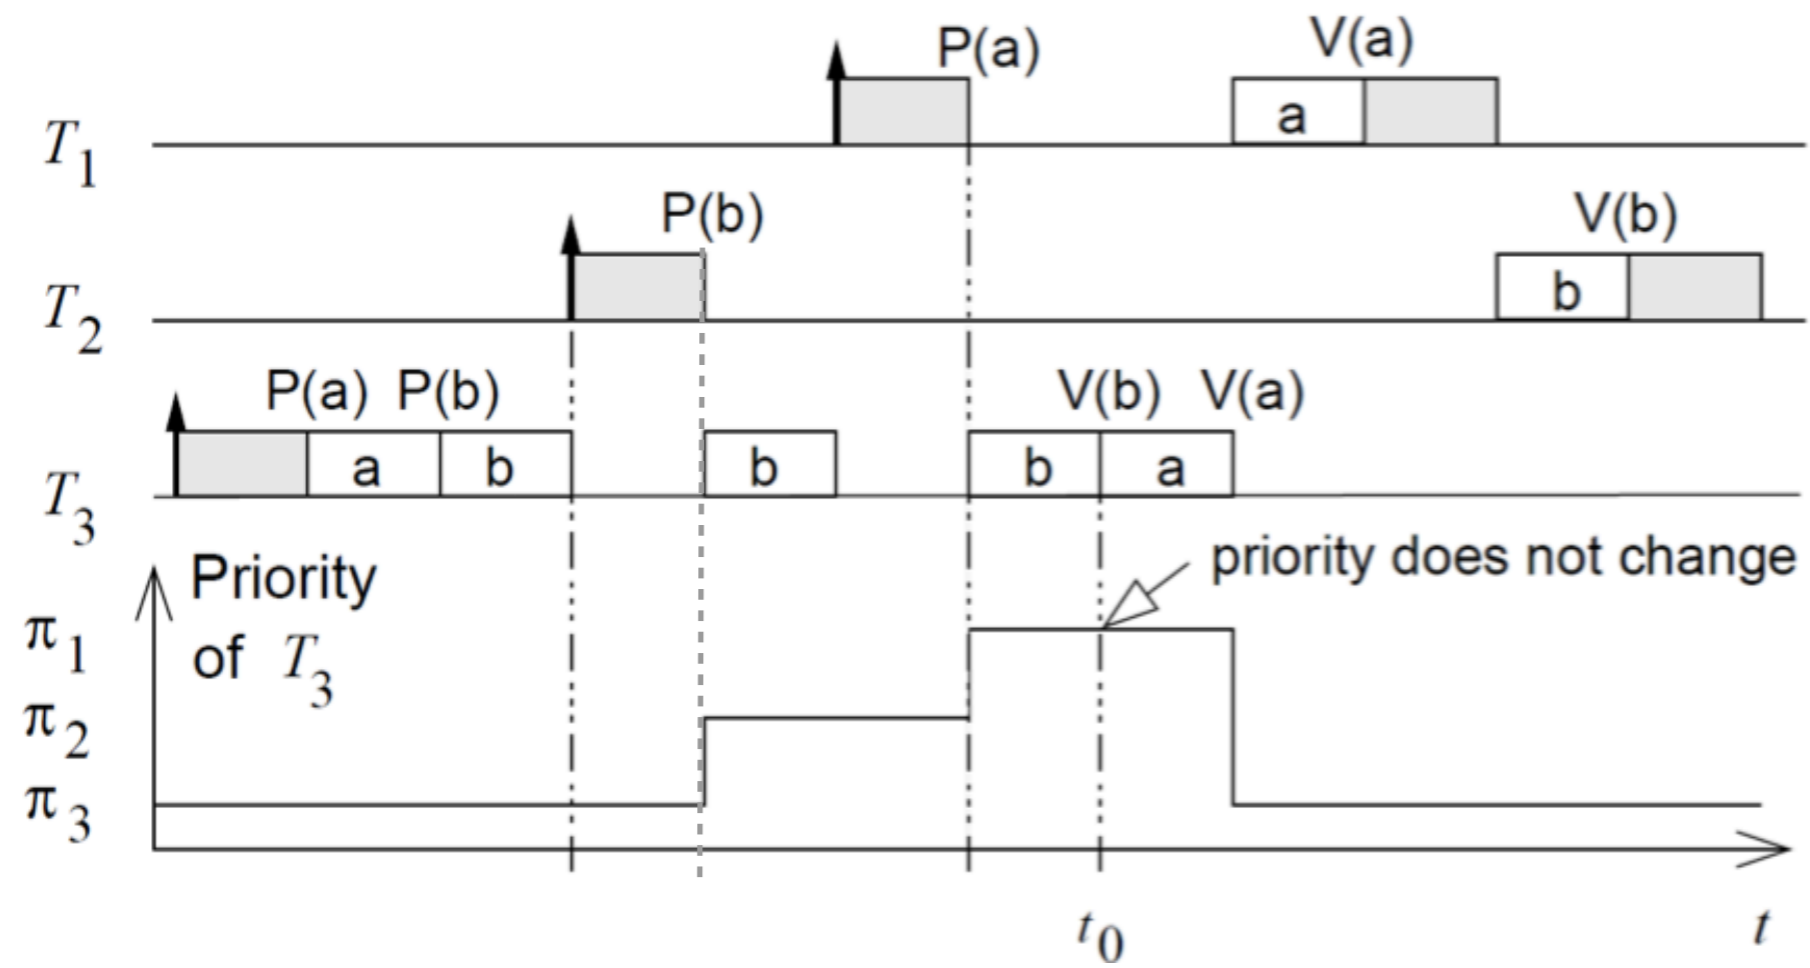 P(a) V(a)
a
T1
P(b) V(b)
b
T2
P(a) P(b) V(b) V(a)
a b b b a
T3
priority does not change
Priority
of T3
π1
π2
π3
t0 t